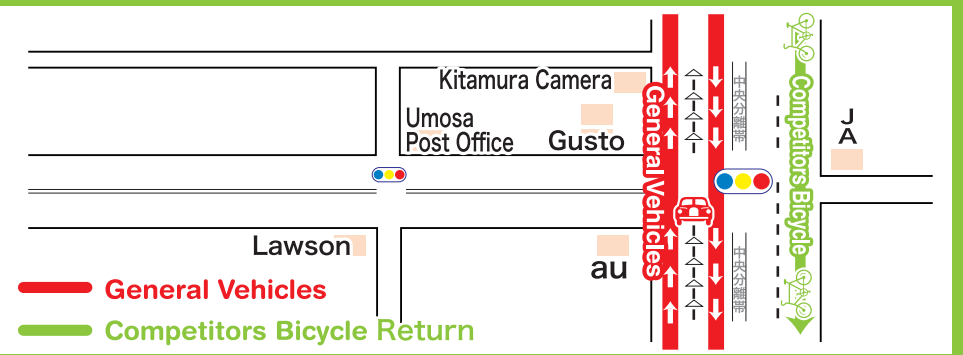 Kitamura Camera
Umosa
Post Office
Gusto
General Vehicles
中央分離帯
Competitors Bicycle
J
A
Lawson
au
中央分離帯
General Vehicles
Competitors Bicycle Return